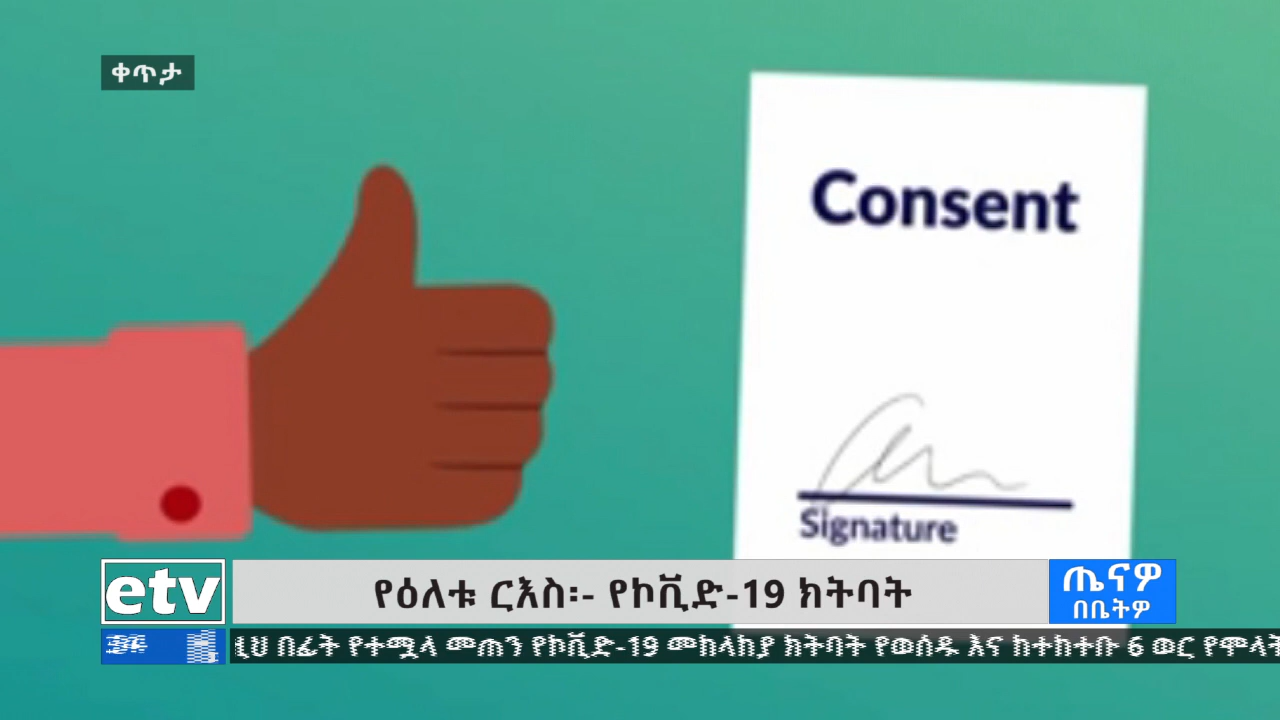 ቀጥታ
Consent
Signature
etv
የዕለቱ ርእስ፡- የኮቪድ-19 ክትባት
ጤናዎ
በቤትዎ
በፊት የተሟላ መጠን የኮቪድ-19 መከላከያ ክትባት የወሰዱ እና ከተከተቡ 6 ወር